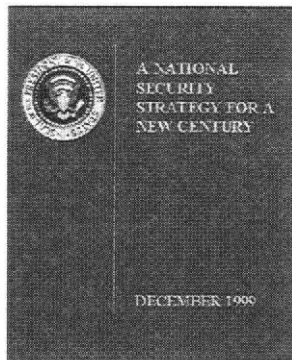 A NATIONAL
SECURITY
STRATEGY FOR A
NEW CENTURY
DECEMBER 1999